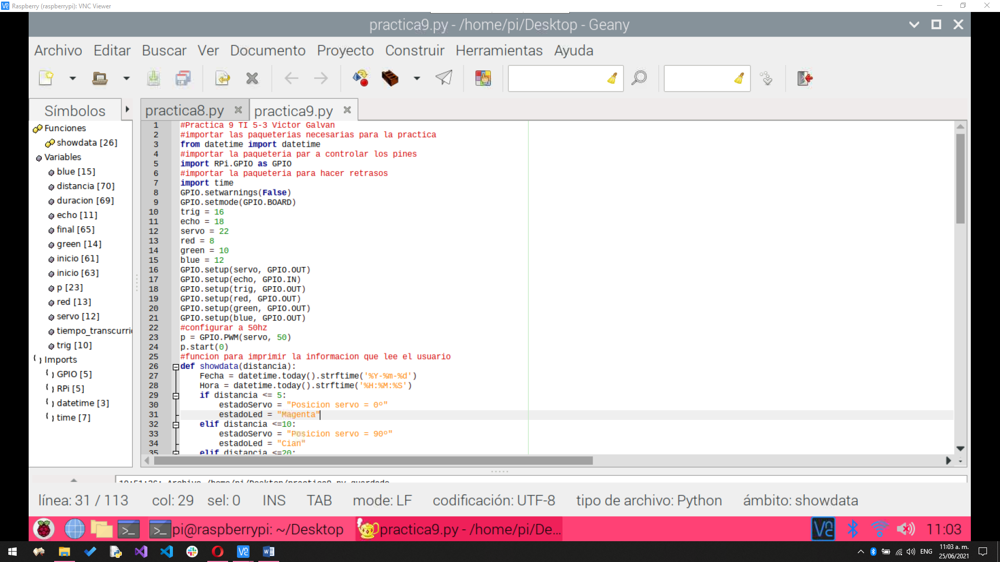 Raspberry (raspberrypi): VNC Viewer
practica9.py - /home/pi/Desktop - Geany
Archivo Editar Buscar Ver Documento Proyecto Construir Herramientas Ayuda
Símbolos
practica8.py
practica9.py
Funciones
showdata [26]
Variables
blue [15]
distancia [70]
duracion [69]
echo [11]
final [65]
green [14]
inicio [61]
inicio [63]
p [23]
red [13]
servo [12]
tiempo_transcurri
trig [10]
Imports
GPIO [5]
RPi [5]
datetime [3]
time [7]
1 #Practica 9 TI 5-3 Victor Galvan
2 #importar las paqueterias necesarias para la practica
3 from datetime import datetime
4 #importar la paqueteria par a controlar los pines
5 import RPi.GPIO as GPIO
6 #importar la paqueteria para hacer retrasos
7 import time
8 GPIO.setwarnings(False)
9 GPIO.setmode(GPIO.BOARD)
10 trig = 16
11 echo = 18
12 servo = 22
13 red = 8
14 green = 10
15 blue = 12
16 GPIO.setup(servo, GPIO.OUT)
17 GPIO.setup(echo, GPIO.IN)
18 GPIO.setup(trig, GPIO.OUT)
19 GPIO.setup(red, GPIO.OUT)
20 GPIO.setup(green, GPIO.OUT)
21 GPIO.setup(blue, GPIO.OUT)
22 #configurar a 50hz
23 p = GPIO.PWM(servo, 50)
24 p.start(0)
25 #funcion para imprimir la informacion que lee el usuario
26 def showdata(distancia):
27 Fecha = datetime.today().strftime('%Y-%m-%d')
28 Hora = datetime.today().strftime('%H:%M:%S')
29 if distancia <= 5:
30 estadoServo = "Posicion servo = 0º"
31 estadoLed = "Magenta"
32 elif distancia <=10:
33 estadoServo = "Posicion servo = 90º"
34 estadoLed = "Cian"
35 elif distancia <=20:
10:51:26: Archivo /home/pi/Desktop/practica9.py guardado
línea: 31 / 113 col: 29 sel: 0 INS TAB mode: LF codificación: UTF-8 tipo de archivo: Python ámbito: showdata
pi@raspberrypi: ~/Desktop
practica9.py - /home/pi/De...
11:03
ENG
11:03 a. m.
25/06/2021